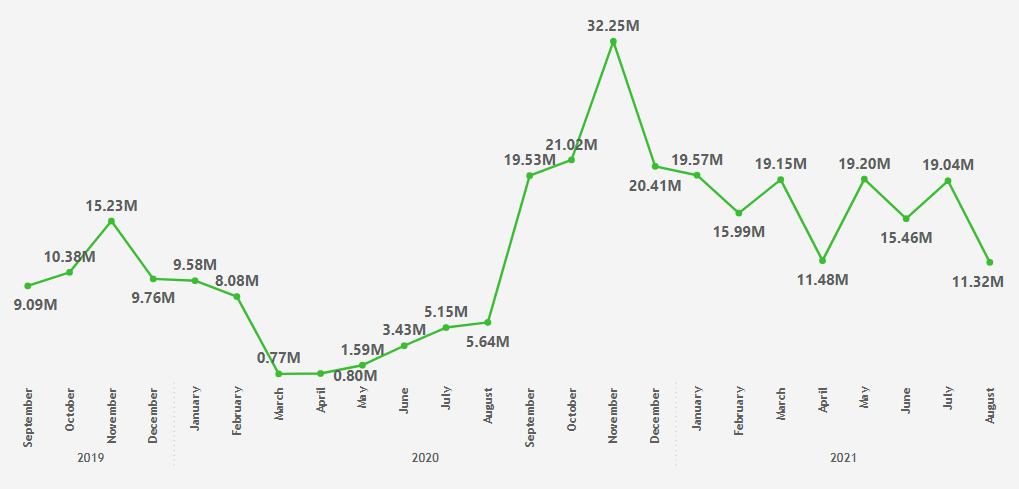 32.25M
21.02M
19.53M
19.57M
19.15M
19.20M
19.04M
20.41M
15.23M
15.99M
15.46M
10.38M
9.58M
8.08M
11.48M
11.32M
9.09M
9.76M
5.15M
3.43M
5.64M
1.59M
0.77M
0.80M
September
October
November
December
January
February
March
April
May
June
July
August
September
October
November
December
January
February
March
April
May
June
July
August
2019
2020
2021